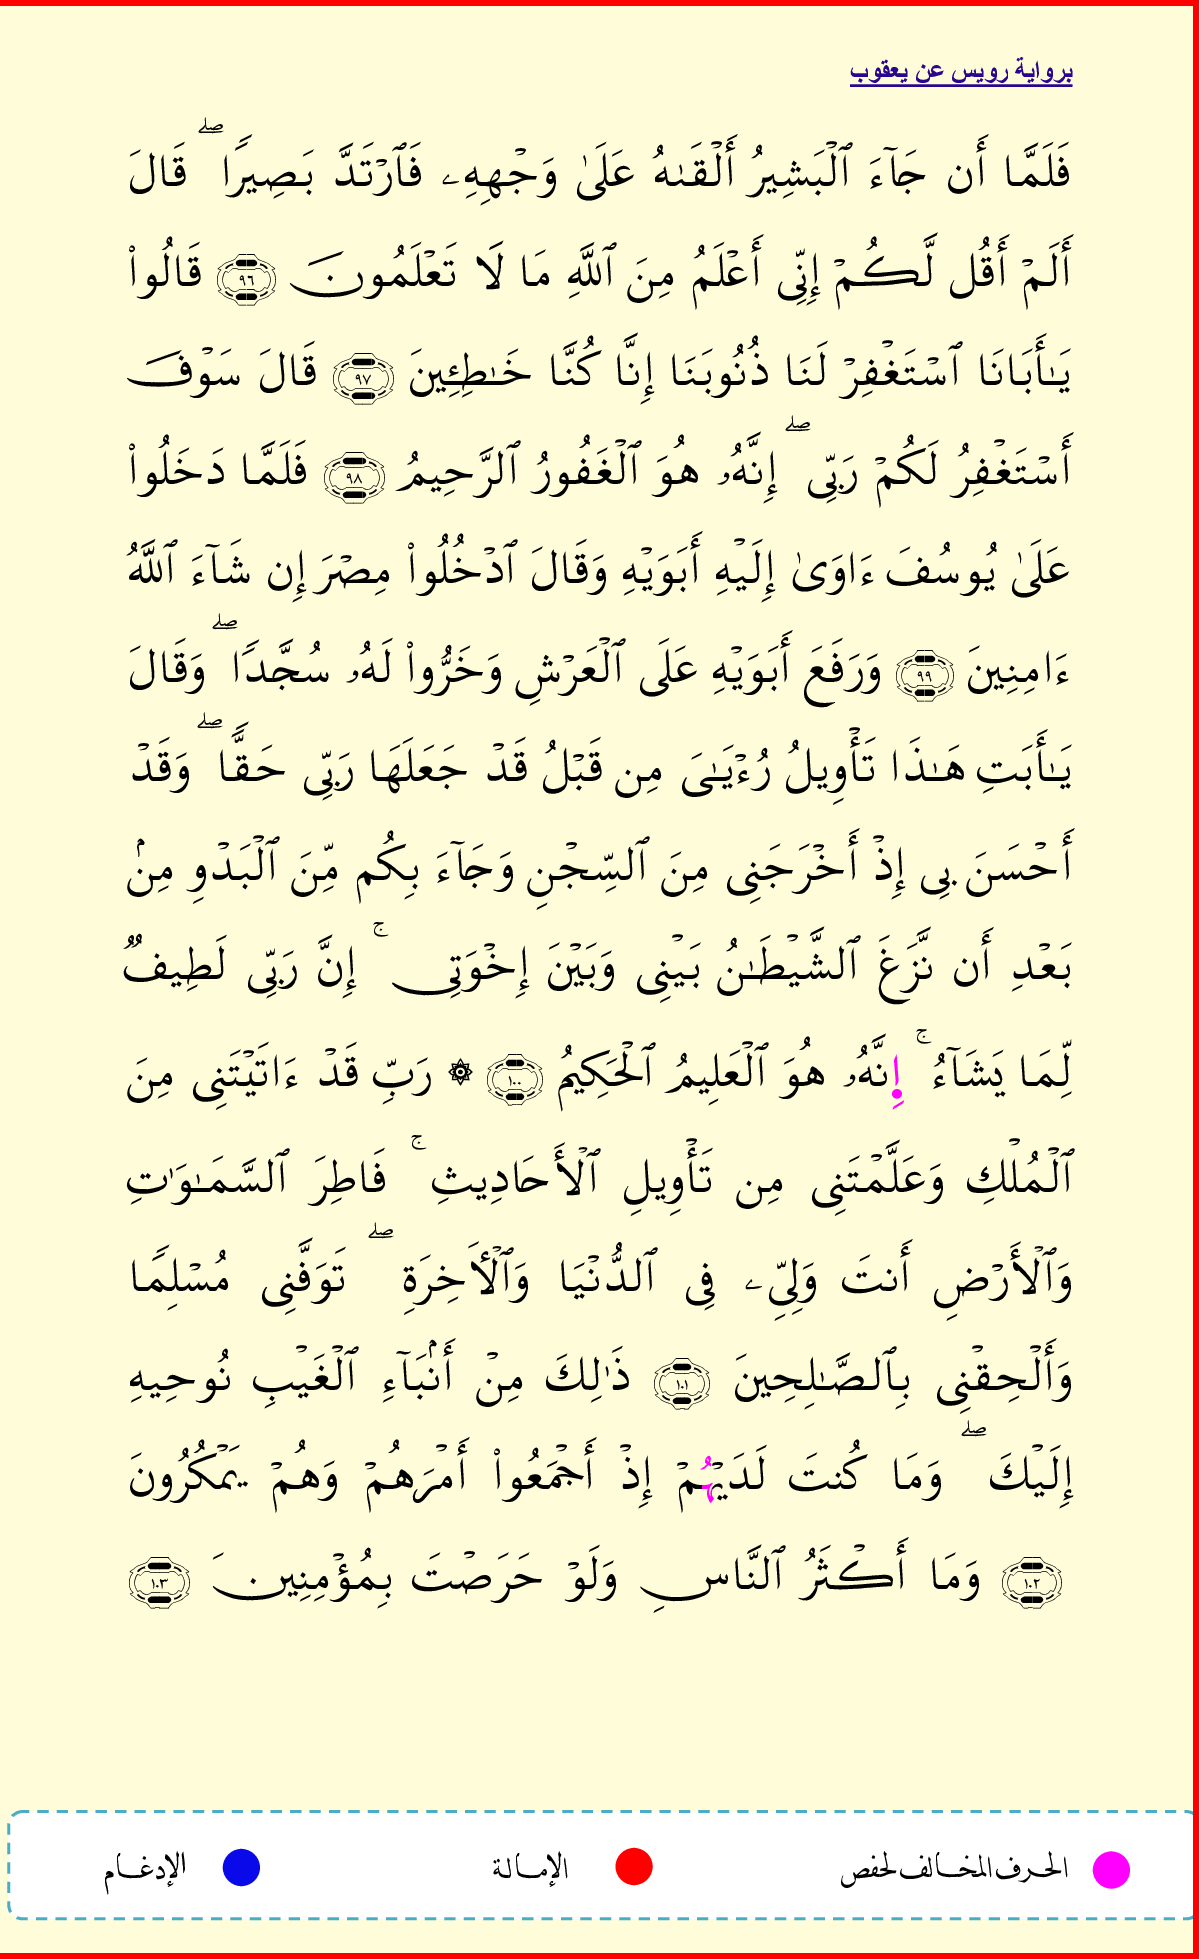 برواية رويس عن يعقوب
فَلَمَّا أَن جَآءَ ٱلْبَشِيرُ أَلْقَىٰهُ عَلَىٰ وَجْهِهِۦ فَٱرْتَدَّ بَصِيرًا ۖ قَالَ
أَلَمْ أَقُل لَّكُمْ إِنِّى أَعْلَمُ مِنَ ٱللَّهِ مَا لَا تَعْلَمُونَ ٩٦ قَالُوا۟
يَـٰٓأَبَانَا ٱسْتَغْفِرْ لَنَا ذُنُوبَنَا إِنَّا كُنَّا خَـٰطِـِٔينَ ٩٧ قَالَ سَوْفَ
أَسْتَغْفِرُ لَكُمْ رَبِّى ۖ إِنَّهُۥ هُوَ ٱلْغَفُورُ ٱلرَّحِيمُ ٩٨ فَلَمَّا دَخَلُوا۟
عَلَىٰ يُوسُفَ ءَاوَىٰ إِلَيْهِ أَبَوَيْهِ وَقَالَ ٱدْخُلُوا۟ مِصْرَ إِن شَآءَ ٱللَّهُ
ءَامِنِينَ ٩٩ وَرَفَعَ أَبَوَيْهِ عَلَى ٱلْعَرْشِ وَخَرُّوا۟ لَهُۥ سُجَّدًا ۖ وَقَالَ
يَـٰٓأَبَتِ هَـٰذَا تَأْوِيلُ رُءْيَـٰىَ مِن قَبْلُ قَدْ جَعَلَهَا رَبِّى حَقًّا ۖ وَقَدْ
أَحْسَنَ بِى إِذْ أَخْرَجَنِى مِنَ ٱلسِّجْنِ وَجَآءَ بِكُم مِّنَ ٱلْبَدْوِ مِنۢ
بَعْدِ أَن نَّزَغَ ٱلشَّيْطَـٰنُ بَيْنِى وَبَيْنَ إِخْوَتِى ۚ إِنَّ رَبِّى لَطِيفٌ
لِّمَا يَشَآءُ ۚ إِنَّهُۥ هُوَ ٱلْعَلِيمُ ٱلْحَكِيمُ ١٠٠ ۞ رَبِّ قَدْ ءَاتَيْتَنِى مِنَ
ٱلْمُلْكِ وَعَلَّمْتَنِى مِن تَأْوِيلِ ٱلْأَحَادِيثِ ۚ فَاطِرَ ٱلسَّمَـٰوَٰتِ
وَٱلْأَرْضِ أَنتَ وَلِىِّۦ فِى ٱلدُّنْيَا وَٱلْـَٔاخِرَةِ ۖ تَوَفَّنِى مُسْلِمًا
وَأَلْحِقْنِى بِٱلصَّـٰلِحِينَ ١٠١ ذَٰلِكَ مِنْ أَنۢبَآءِ ٱلْغَيْبِ نُوحِيهِ
إِلَيْكَ ۖ وَمَا كُنتَ لَدَيْهُمْ إِذْ أَجْمَعُوا۟ أَمْرَهُمْ وَهُمْ يَمْكُرُونَ
١٠٢ وَمَا أَكْثَرُ ٱلنَّاسِ وَلَوْ حَرَصْتَ بِمُؤْمِنِينَ ١٠٣
الحرف المخالف لحفص الإمالة الإدغام